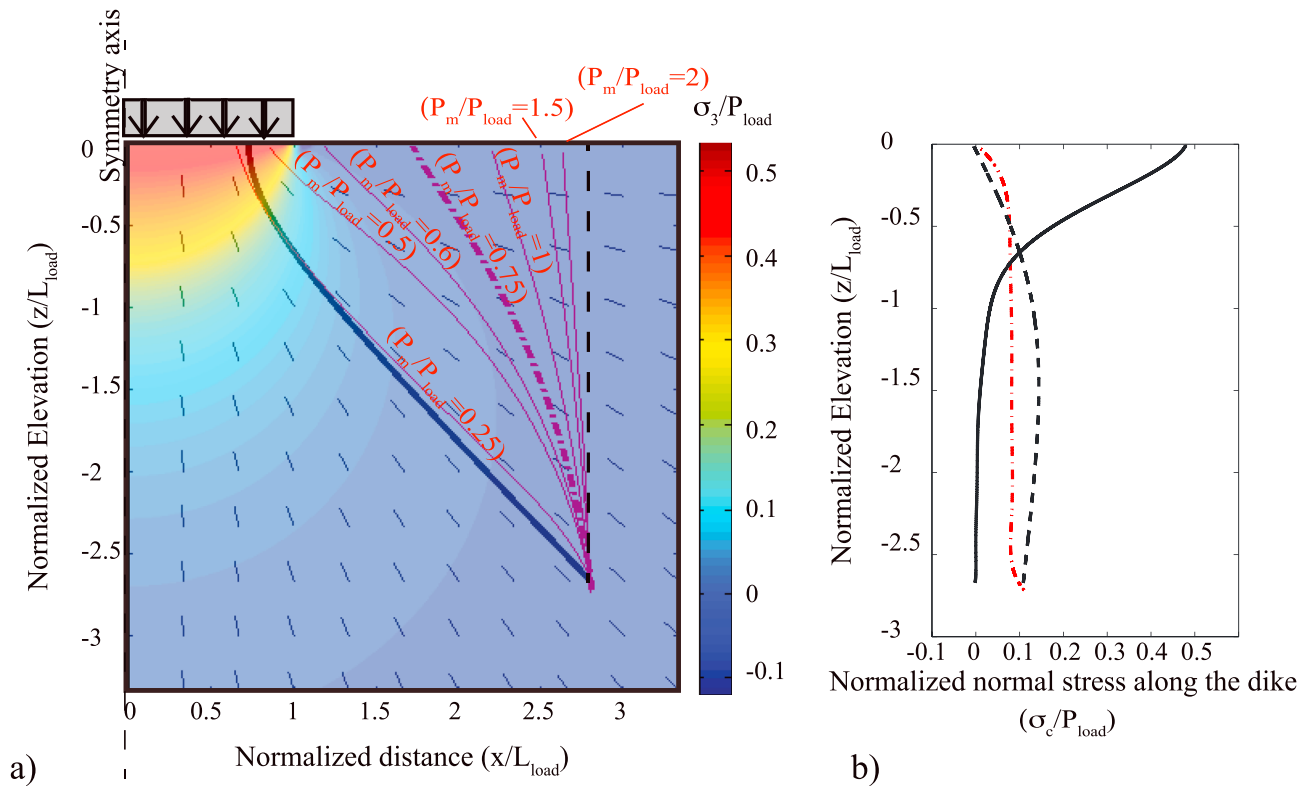 Symmetry axis
(Pm/Pload=2)
(Pm/Pload=1.5)
σ3/Pload
(Pm/Pload=0.5)
(Pm/Pload=0.6)
(Pm/Pload=0.75)
(Pm/Pload=1)
(Pm/Pload=0.25)
Normalized Elevation (z/Lload)
0
-0.5
-1
-1.5
-2
-2.5
-3
0 0.5 1 1.5 2 2.5 3
Normalized distance (x/Lload)
a)
0.5
0.4
0.3
0.2
0.1
0
-0.1
Normalized Elevation (z/Lload)
0
-0.5
-1
-1.5
-2
-2.5
-3
-0.1 0 0.1 0.2 0.3 0.4 0.5
Normalized normal stress along the dike
(σc/Pload)
b)